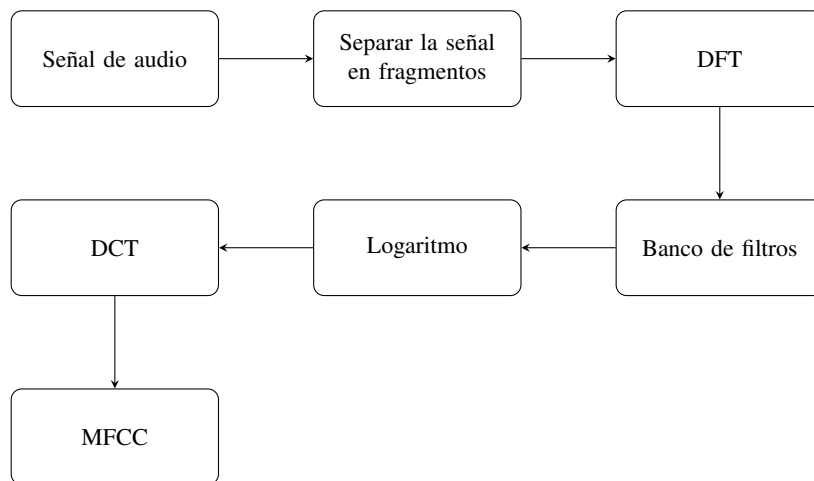 Señal de audio
Separar la señal
en fragmentos
DFT
Banco de filtros
Logaritmo
DCT
MFCC